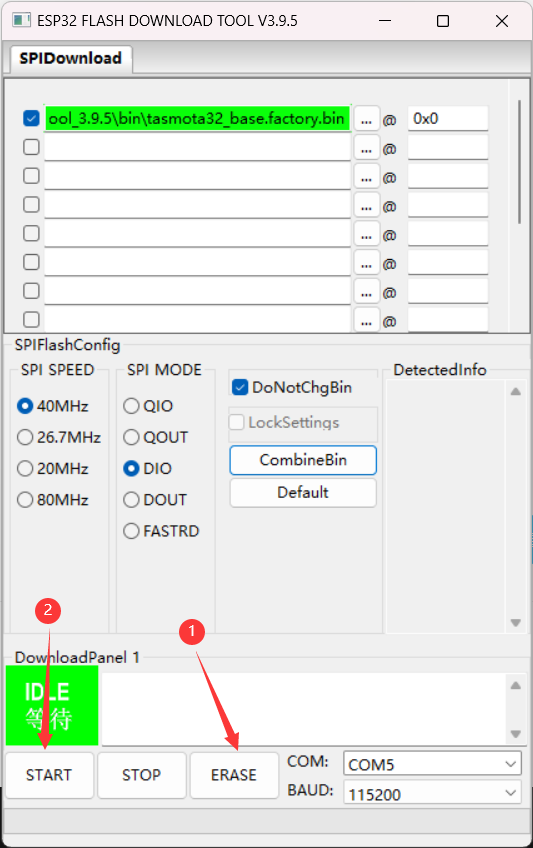 ESP32 FLASH DOWNLOAD TOOL V3.9.5
SPIDownload
ool_3.9.5\bin\tasmota32_base.factory.bin ... @ 0x0
... @
... @
... @
... @
... @
... @
... @
SPIFlashConfig
SPI SPEED
40MHz
26.7MHz
20MHz
80MHz
SPI MODE
QIO
QOUT
DIO
DOUT
FASTRD
DoNotChgBin
LockSettings
CombineBin
Default
DetectedInfo
2
1
DownloadPanel 1
IDLE
等待
START
STOP
ERASE
COM: COM5
BAUD: 115200